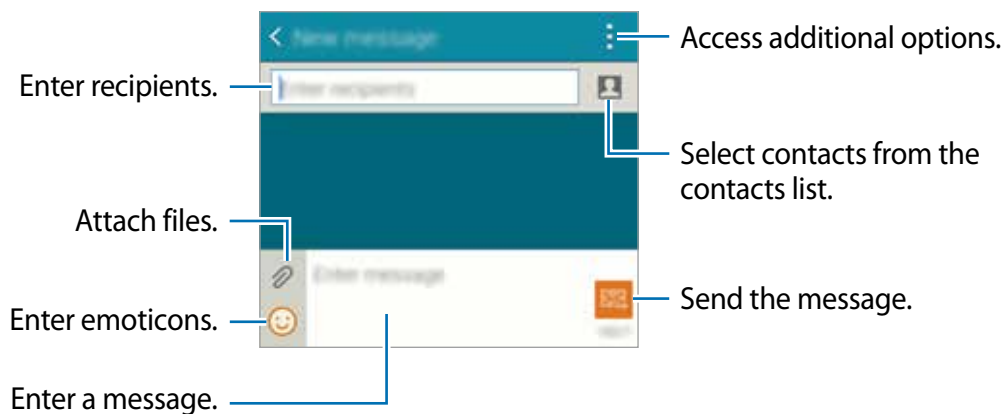 New message
Access additional options.
Enter recipients.
Enter recipients
Select contacts from the
contacts list.
Attach files.
Enter message
Send the message.
Enter emoticons.
Enter a message.